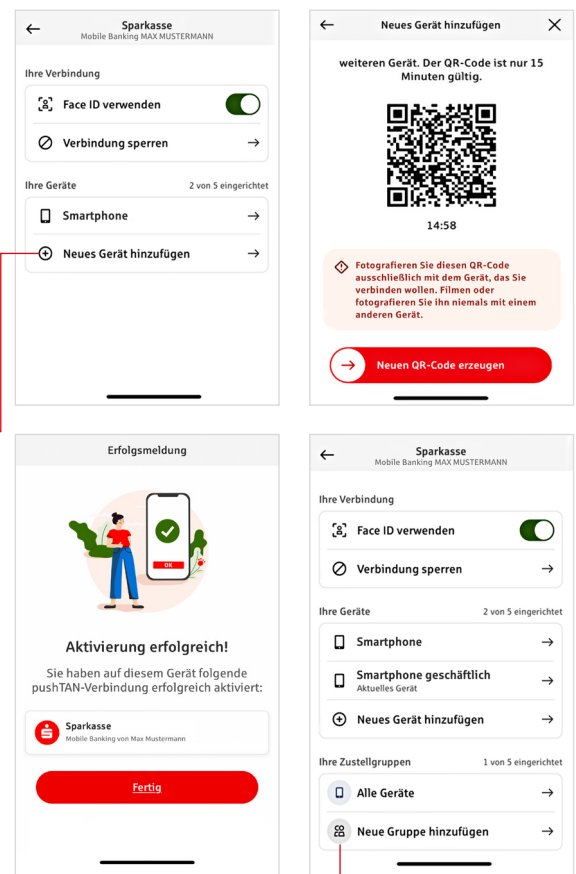 Sparkasse
Mobile Banking MAX MUSTERMANN
Ihre Verbindung
Face ID verwenden
Verbindung sperren
Ihre Geräte 2 von 5 eingerichtet
Smartphone
Neues Gerät hinzufügen
Neues Gerät hinzufügen
weiteren Gerät. Der QR-Code ist nur 15
Minuten gültig.
14:58
Fotografieren Sie diesen QR-Code
ausschließlich mit dem Gerät, das Sie
verbinden wollen. Filmen oder
fotografieren Sie ihn niemals mit einem
anderen Gerät.
Neuen QR-Code erzeugen
Erfolgsmeldung
OK
Aktivierung erfolgreich!
Sie haben auf diesem Gerät folgende
pushTAN-Verbindung erfolgreich aktiviert:
Sparkasse
Mobile Banking von Max Mustermann
Fertig
Sparkasse
Mobile Banking MAX MUSTERMANN
Ihre Verbindung
Face ID verwenden
Verbindung sperren
Ihre Geräte 2 von 5 eingerichtet
Smartphone
Smartphone geschäftlich
Aktuelles Gerät
Neues Gerät hinzufügen
Ihre Zustellgruppen 1 von 5 eingerichtet
Alle Geräte
Neue Gruppe hinzufügen